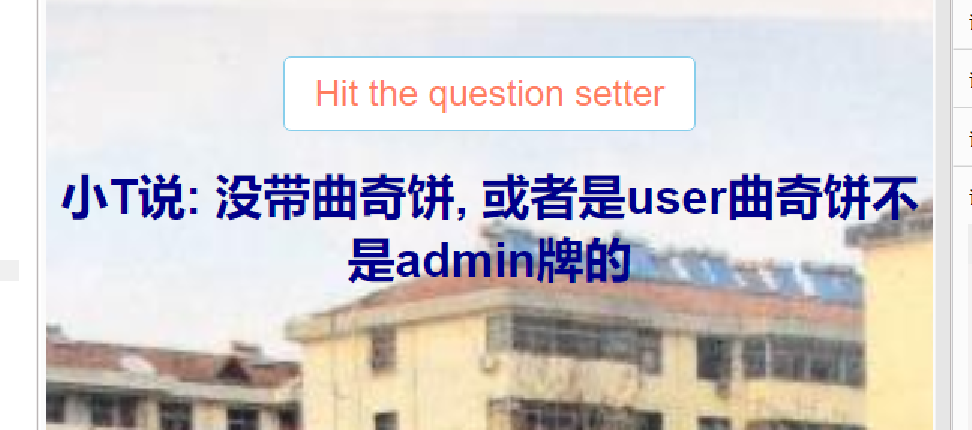 Hit the question setter
小T说: 没带曲奇饼, 或者是user曲奇饼不
是admin牌的